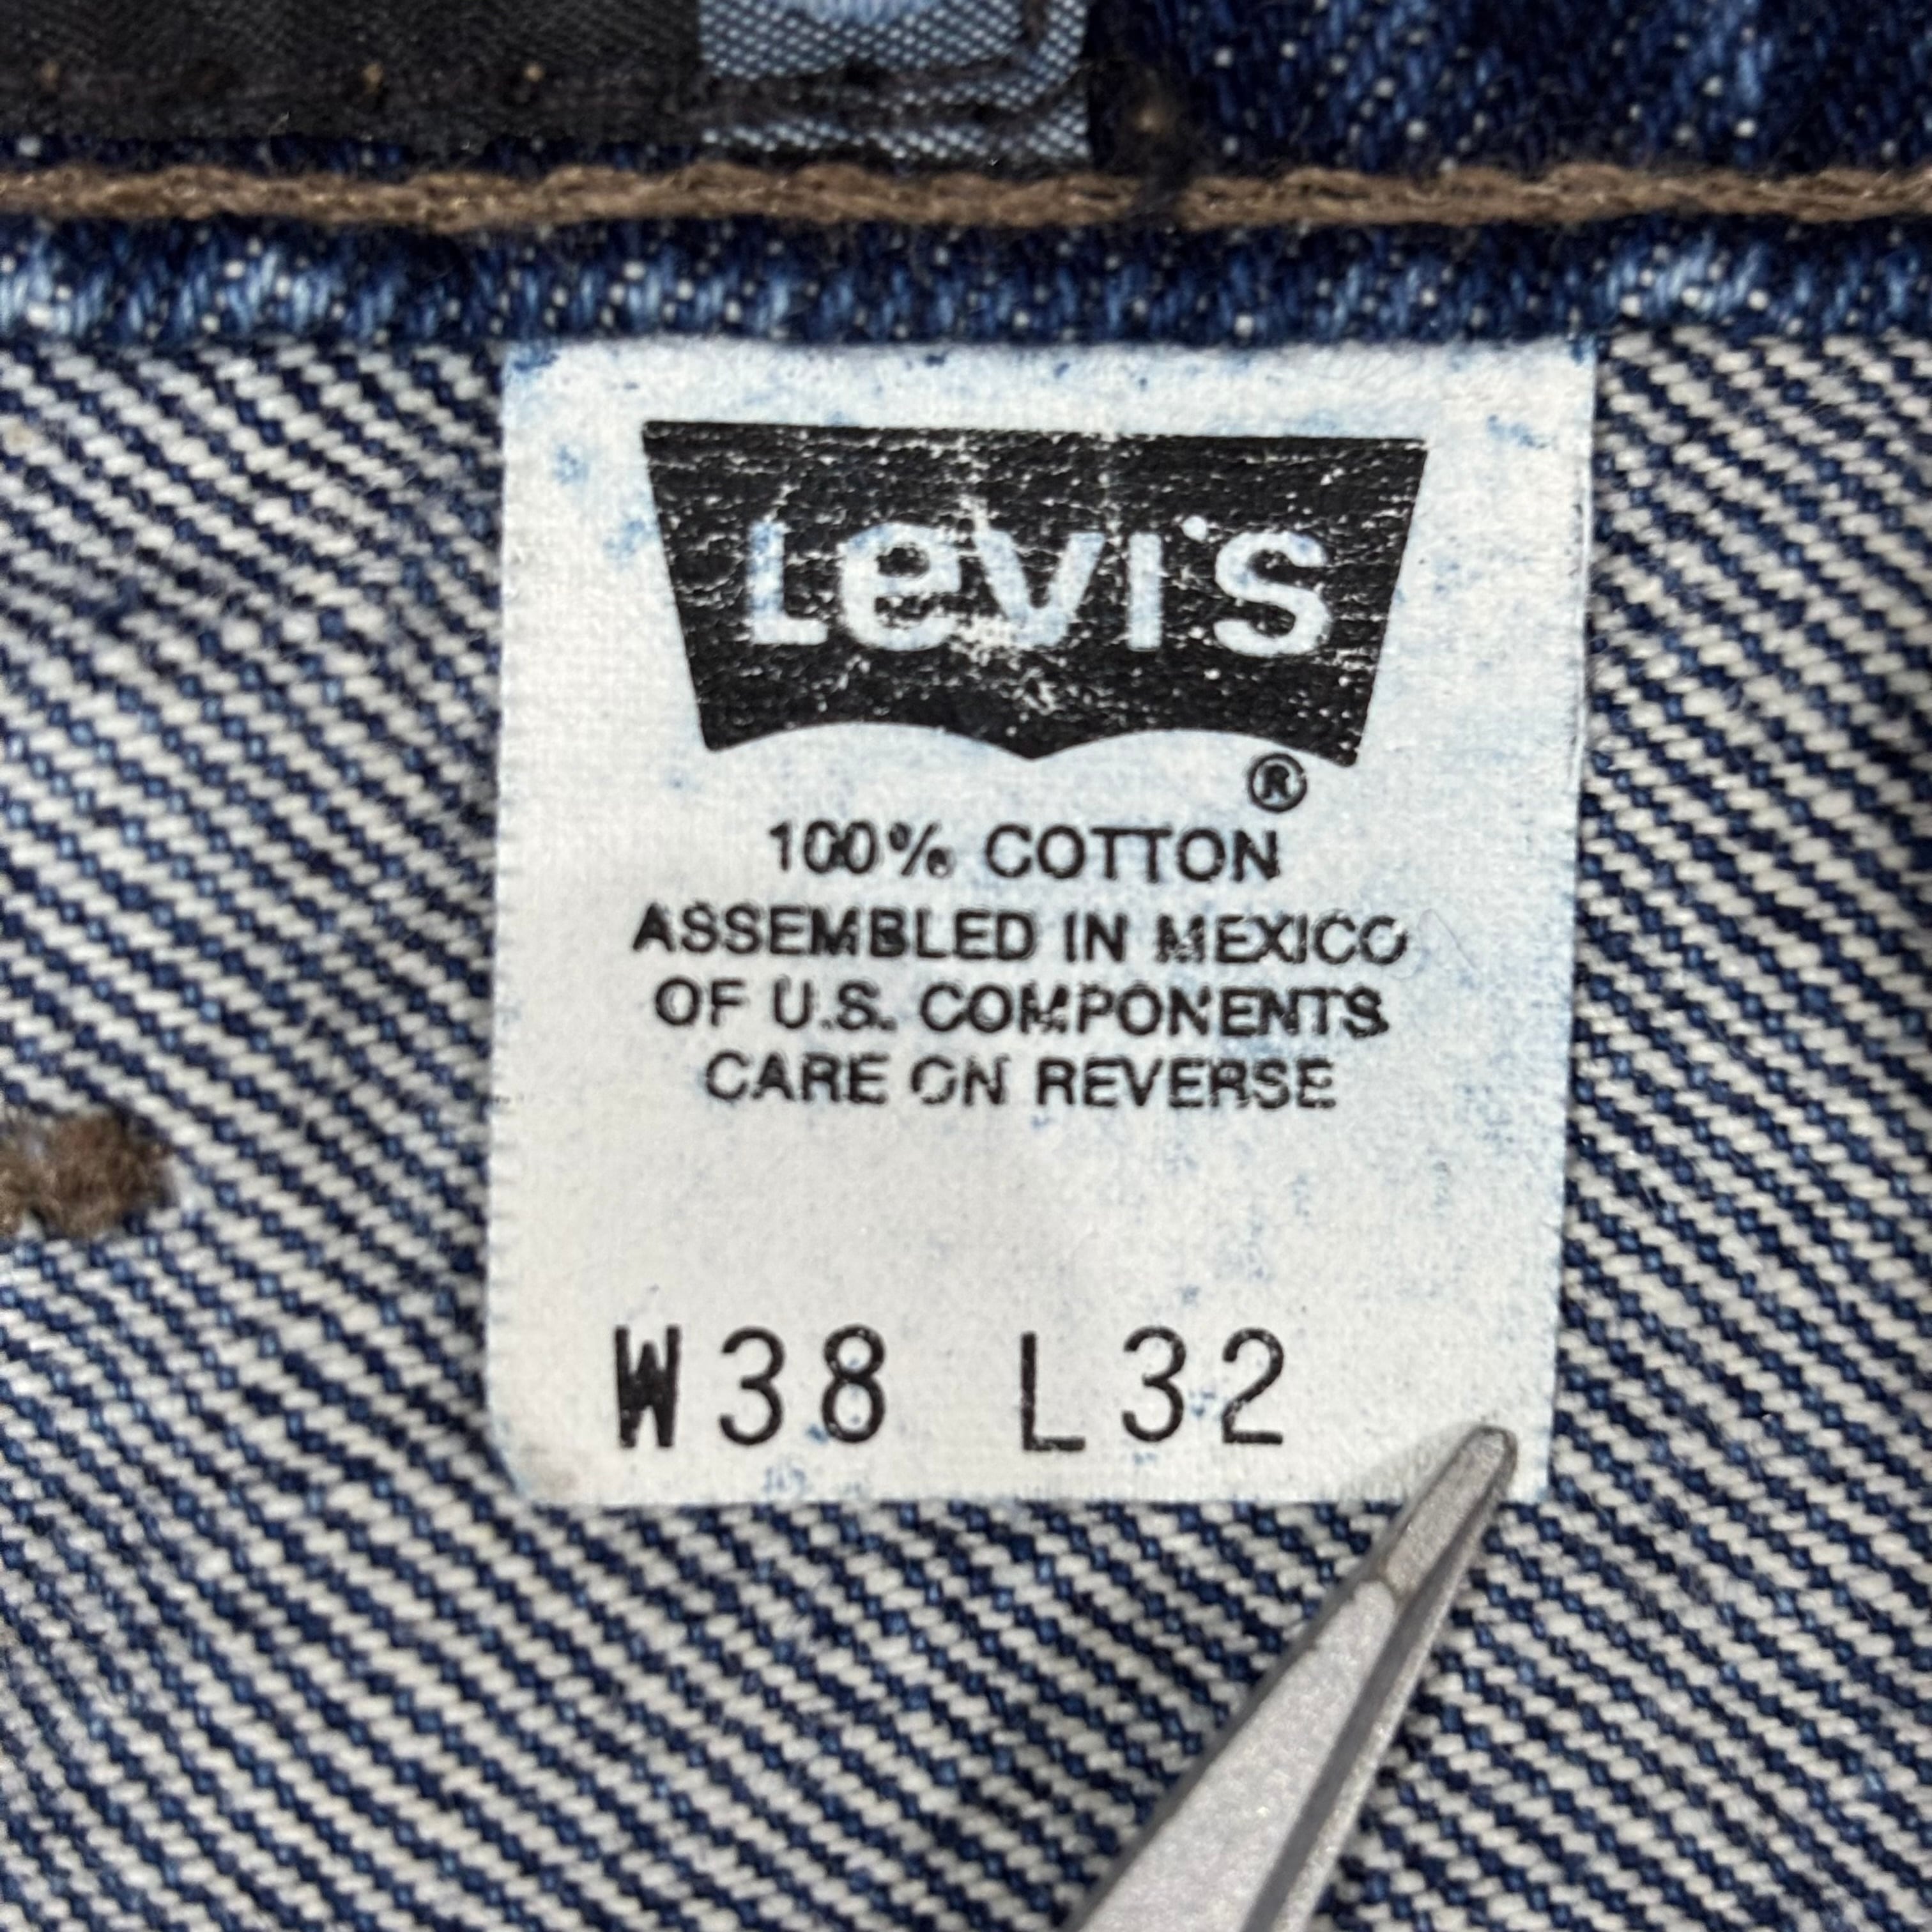 Levi's
®
100% COTTON
ASSEMBLED IN MEXICO
OF U.S. COMPONENTS
CARE ON REVERSE
W38 L32